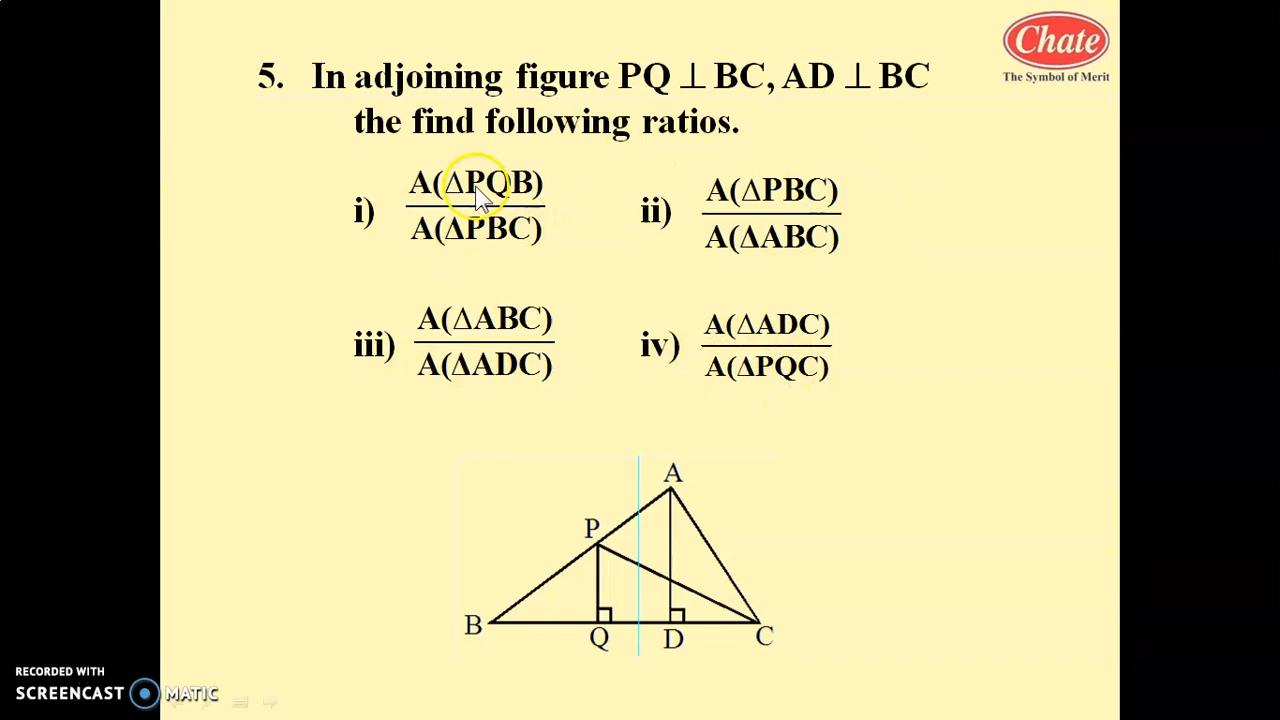 Chate
The Symbol of Merit
5. In adjoining figure PQ ⊥ BC, AD ⊥ BC
the find following ratios.
i) A(ΔPQB)
A(ΔPBC)
ii) A(ΔPBC)
A(ΔABC)
iii) A(ΔABC)
A(ΔADC)
iv) A(ΔADC)
A(ΔPQC)
A
P
B
Q
D
C
RECORDED WITH
SCREENCAST MATIC